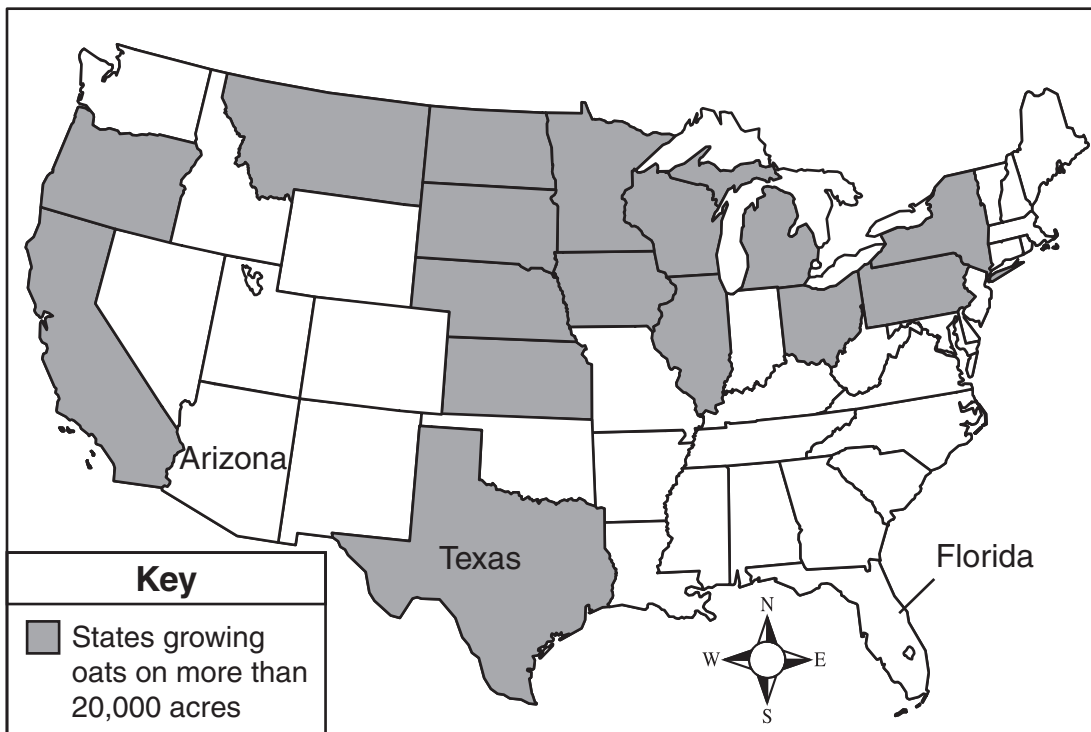 Arizona
Texas
Florida
Key
States growing
oats on more than
20,000 acres
N
W E
S